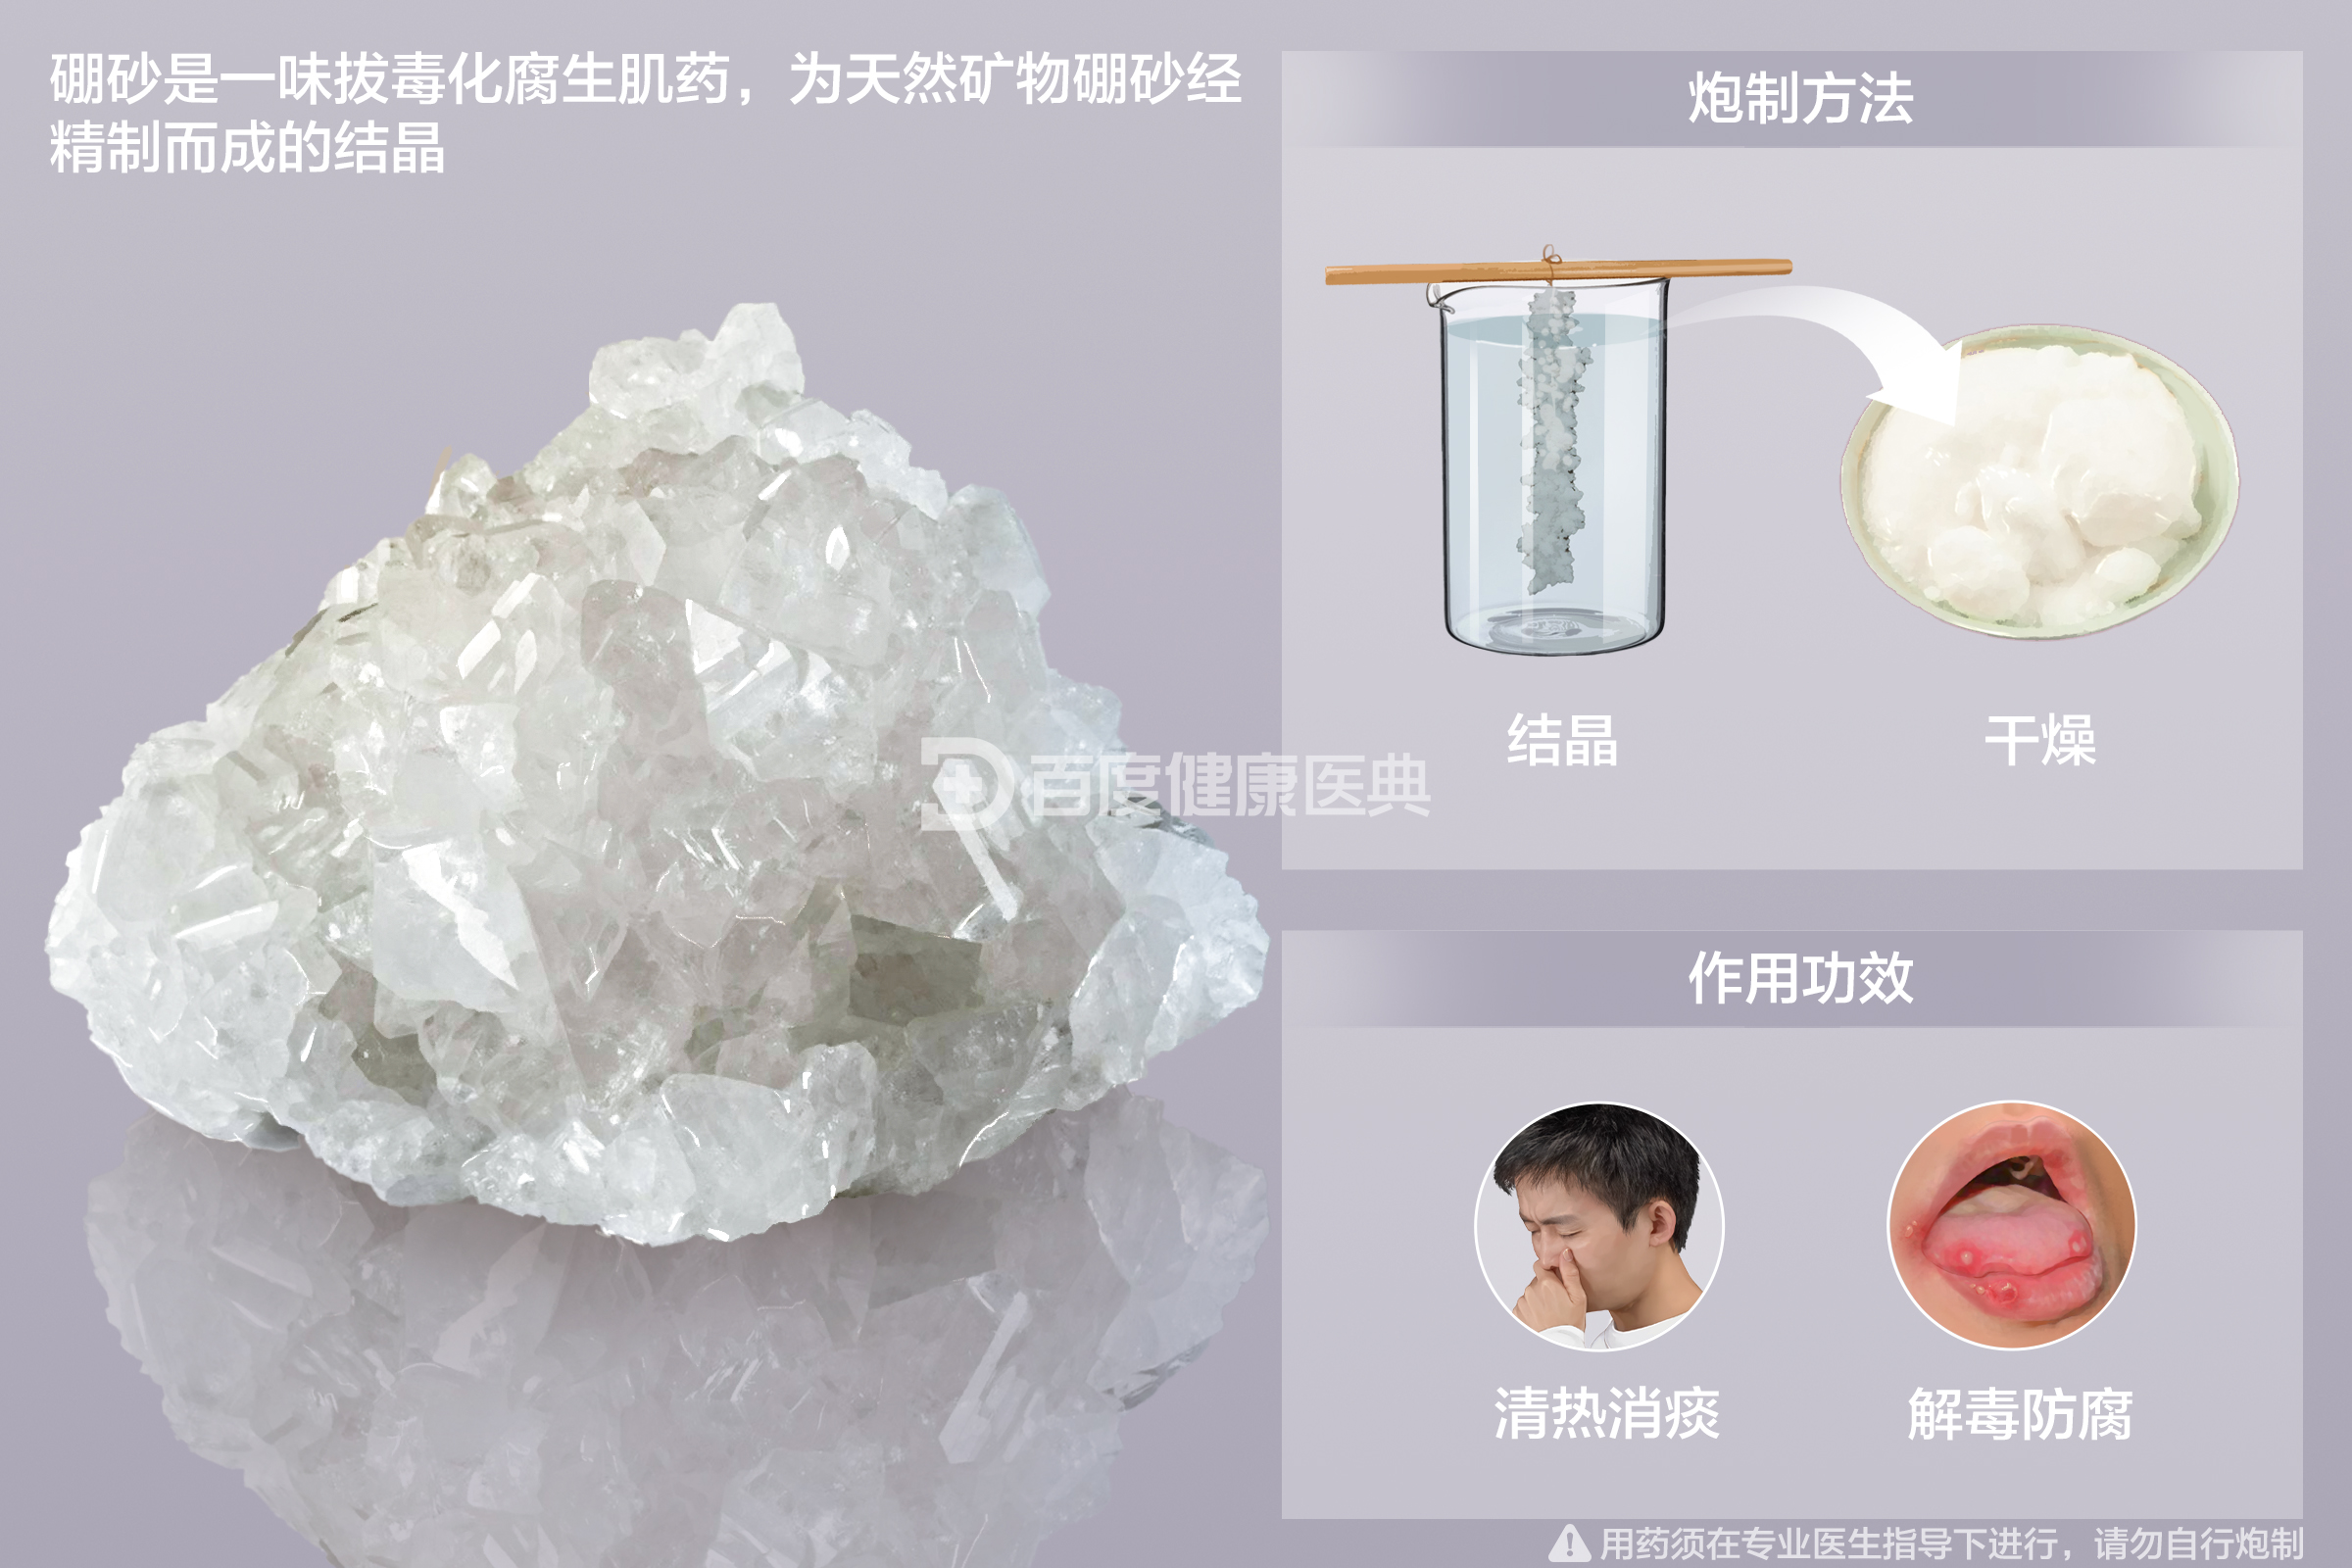 硼砂是一味拔毒化腐生肌药，为天然矿物硼砂经
精制而成的结晶
炮制方法
结晶
干燥
百度健康医典
作用功效
清热消痰
解毒防腐
用药须在专业医生指导下进行，请勿自行炮制